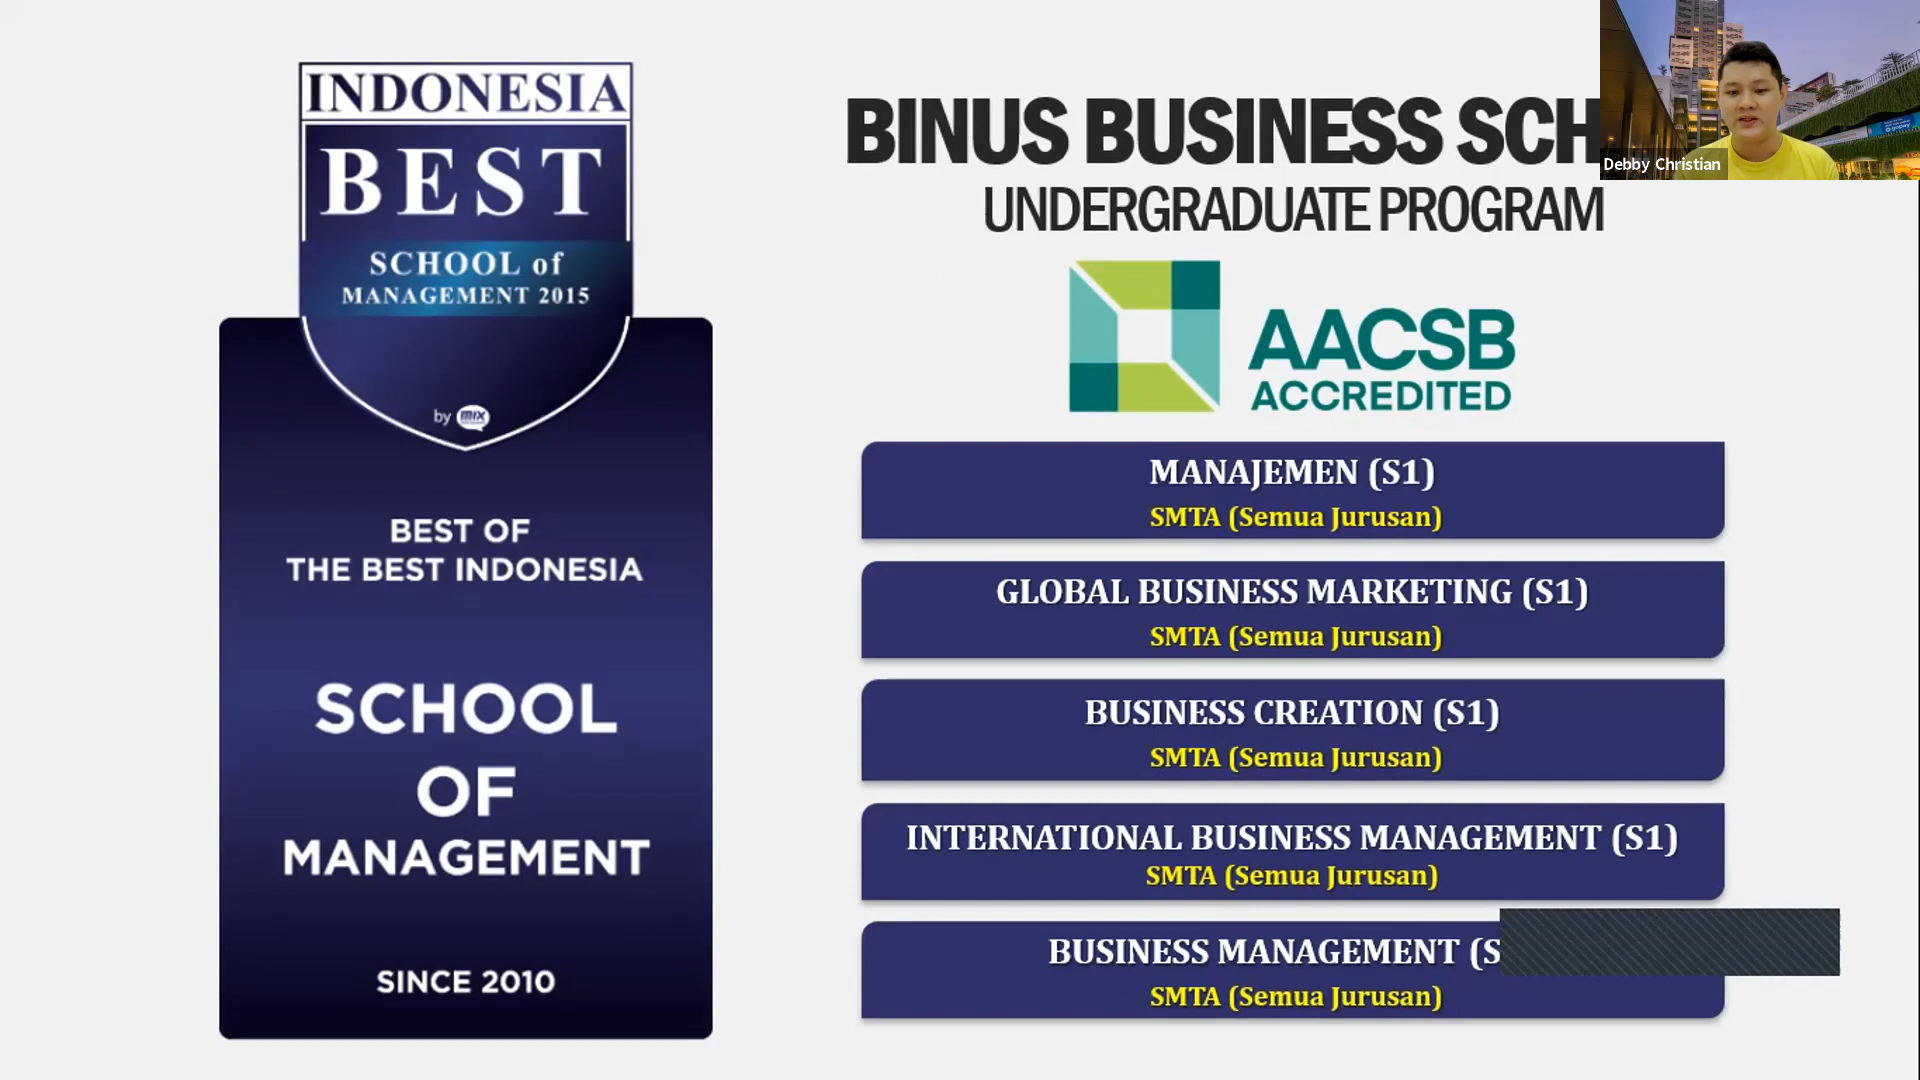 INDONESIA
BEST
SCHOOL of
MANAGEMENT 2015
by mix
BEST OF
THE BEST INDONESIA
SCHOOL
OF
MANAGEMENT
SINCE 2010
BINUS BUSINESS SCH
UNDERGRADUATE PROGRAM
AACSB
ACCREDITED
MANAJEMEN (S1)
SMTA (Semua Jurusan)
GLOBAL BUSINESS MARKETING (S1)
SMTA (Semua Jurusan)
BUSINESS CREATION (S1)
SMTA (Semua Jurusan)
INTERNATIONAL BUSINESS MANAGEMENT (S1)
SMTA (Semua Jurusan)
BUSINESS MANAGEMENT (S
SMTA (Semua Jurusan)
Debby Christian